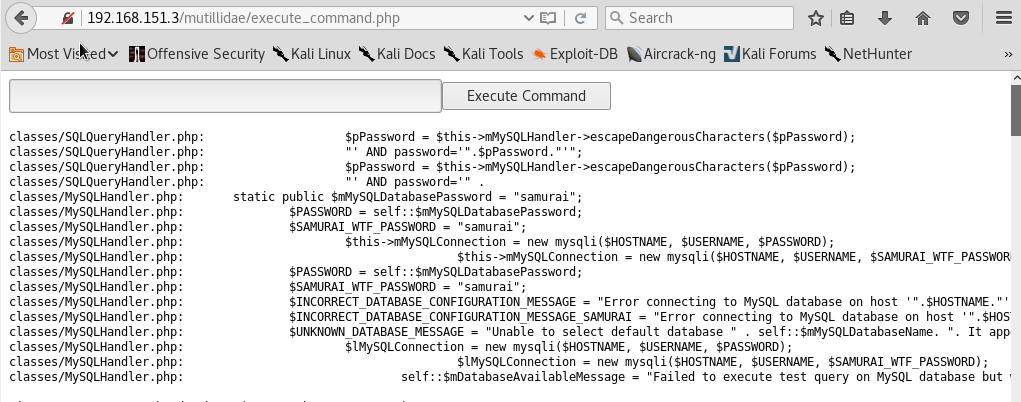 192.168.151.3/mutillidae/execute_command.php Search
Most Visited Offensive Security Kali Linux Kali Docs Kali Tools Exploit-DB Aircrack-ng Kali Forums NetHunter »
Execute Command
classes/SQLQueryHandler.php: $pPassword = $this->mMySQLHandler->escapeDangerousCharacters($pPassword);
classes/SQLQueryHandler.php: "' AND password='".$pPassword."'";
classes/SQLQueryHandler.php: $pPassword = $this->mMySQLHandler->escapeDangerousCharacters($pPassword);
classes/SQLQueryHandler.php: "' AND password='" .
classes/MySQLHandler.php: static public $mMySQLDatabasePassword = "samurai";
classes/MySQLHandler.php: $PASSWORD = self::$mMySQLDatabasePassword;
classes/MySQLHandler.php: $SAMURAI_WTF_PASSWORD = "samurai";
classes/MySQLHandler.php: $this->mMySQLConnection = new mysqli($HOSTNAME, $USERNAME, $PASSWORD);
classes/MySQLHandler.php: $this->mMySQLConnection = new mysqli($HOSTNAME, $USERNAME, $SAMURAI_WTF_PASSWOR
classes/MySQLHandler.php: $PASSWORD = self::$mMySQLDatabasePassword;
classes/MySQLHandler.php: $SAMURAI_WTF_PASSWORD = "samurai";
classes/MySQLHandler.php: $INCORRECT_DATABASE_CONFIGURATION_MESSAGE = "Error connecting to MySQL database on host '".$HOSTNAME."'
classes/MySQLHandler.php: $INCORRECT_DATABASE_CONFIGURATION_MESSAGE_SAMURAI = "Error connecting to MySQL database on host '".$HOS
classes/MySQLHandler.php: $UNKNOWN_DATABASE_MESSAGE = "Unable to select default database " . self::$mMySQLDatabaseName. ". It app
classes/MySQLHandler.php: $lMySQLConnection = new mysqli($HOSTNAME, $USERNAME, $PASSWORD);
classes/MySQLHandler.php: $lMySQLConnection = new mysqli($HOSTNAME, $USERNAME, $SAMURAI_WTF_PASSWORD);
classes/MySQLHandler.php: self::$mDatabaseAvailableMessage = "Failed to execute test query on MySQL database but